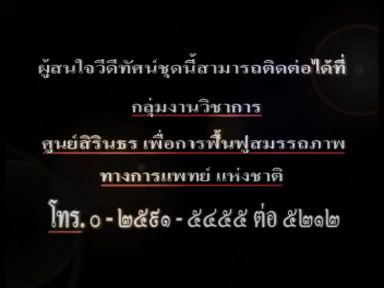 ผู้สนใจวีดีทัศน์ชุดนี้สามารถติดต่อได้ที่
กลุ่มงานวิชาการ
ศูนย์สิรินธร เพื่อการฟื้นฟูสมรรถภาพ
ทางการแพทย์ แห่งชาติ
โทร. ๐ - ๒๕๙๑ - ๕๔๕๕ ต่อ ๕๒๑๒